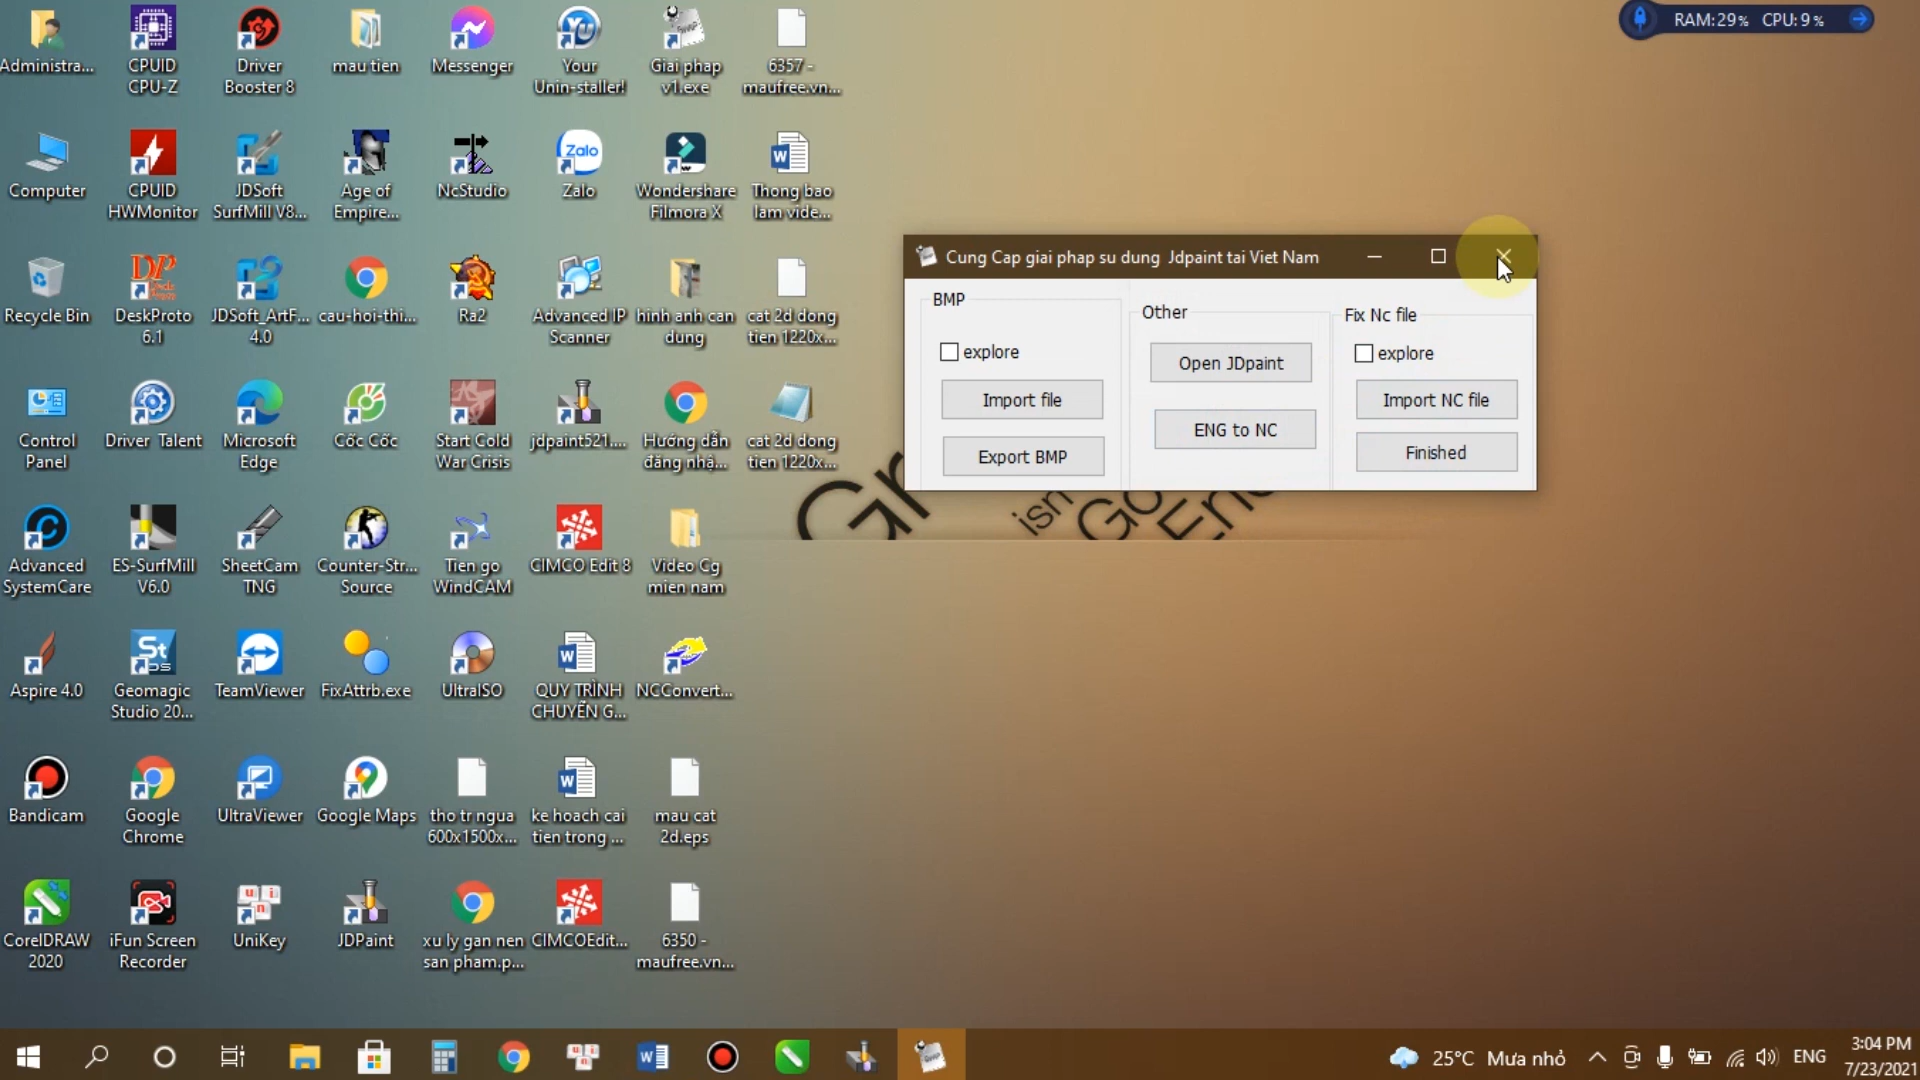 RAM:29% CPU:9%
Administra...
CPUID
CPU-Z
Driver
Booster 8
mau tien
Messenger
Your
Unin-staller!
Giai phap
v1.exe
6357 -
maufree.vn...
Computer
CPUID
HWMonitor
JDSoft
SurfMill V8...
Age of
Empire...
NcStudio
Zalo
Zalo
Wondershare
Filmora X
Thong bao
lam vide...
Recycle Bin
DeskProto
6.1
JDSoft_ArtF...
4.0
cau-hoi-thi...
Ra2
Advanced IP
Scanner
hinh anh can
dung
cat 2d dong
tien 1220x...
Control
Panel
Driver Talent
Microsoft
Edge
Cốc Cốc
Start Cold
War Crisis
jdpaint521....
Hướng dẫn
đăng nhậ...
cat 2d dong
tien 1220x...
Advanced
SystemCare
ES-SurfMill
V6.0
SheetCam
TNG
Counter-Str...
Source
Tien go
WindCAM
CIMCO Edit 8
Video Cg
mien nam
Aspire 4.0
Geomagic
Studio 20...
TeamViewer
FixAttrb.exe
UltraISO
QUY TRÌNH
CHUYỂN G...
NCConvert...
Bandicam
Google
Chrome
UltraViewer
Google Maps
tho tr ngua
600x1500x...
ke hoach cai
tien trong ...
mau cat
2d.eps
CorelDRAW
2020
iFun Screen
Recorder
UniKey
JDPaint
xu ly gan nen
san pham.p...
CIMCOEdit...
6350 -
maufree.vn...
Cung Cap giai phap su dung Jdpaint tai Viet Nam
BMP
explore
Import file
Export BMP
Other
Open JDpaint
ENG to NC
Fix Nc file
explore
Import NC file
Finished
25°C Mưa nhỏ
ENG
3:04 PM
7/23/2021